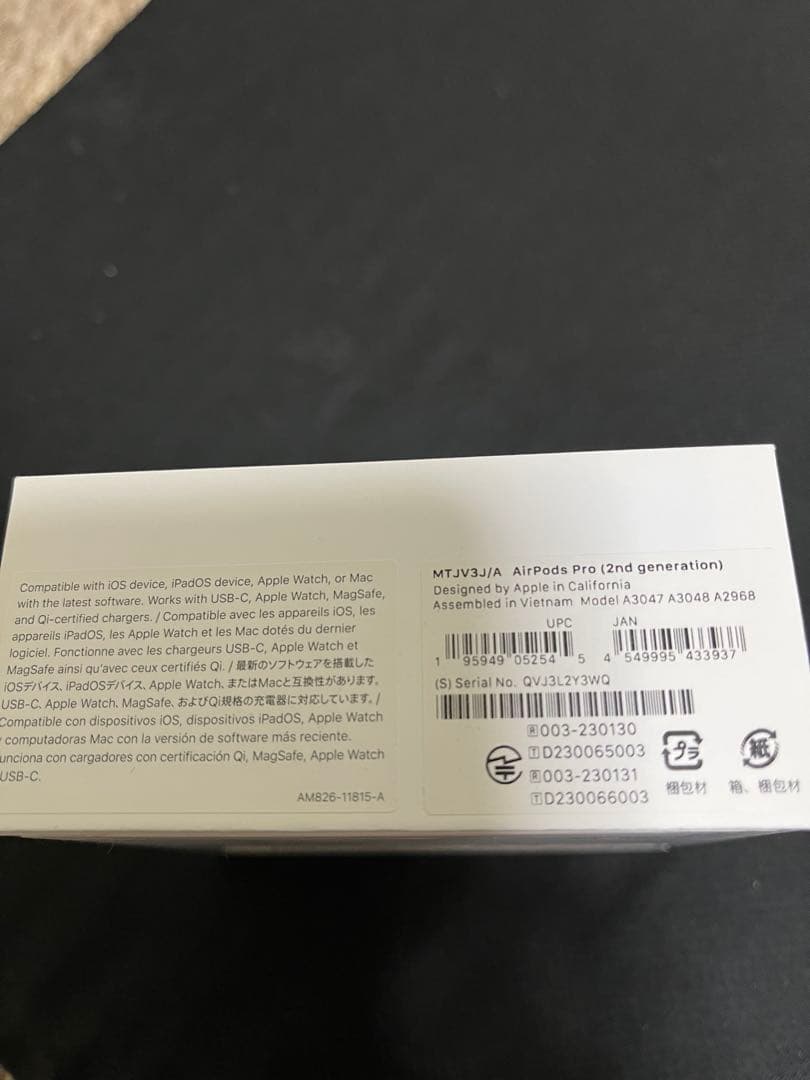 Compatible with iOS device, iPadOS device, Apple Watch, or Mac
with the latest software. Works with USB-C, Apple Watch, MagSafe,
and Qi-certified chargers. / Compatible avec les appareils iOS, les
appareils iPadOS, les Apple Watch et les Mac dotés du dernier
logiciel. Fonctionne avec les chargeurs USB-C, Apple Watch et
MagSafe ainsi qu'avec ceux certifiés Qi. / 最新のソフトウェアを搭載した
iOSデバイス、iPadOSデバイス、Apple Watch、またはMacと互換性があります。
USB-C、Apple Watch、MagSafe、およびQi規格の充電器に対応しています。/
Compatible con dispositivos iOS, dispositivos iPadOS, Apple Watch
y computadoras Mac con la versión de software más reciente.
unciona con cargadores con certificación Qi, MagSafe, Apple Watch
USB-C.
AM826-11815-A
MTJV3J/A AirPods Pro (2nd generation)
Designed by Apple in California
Assembled in Vietnam Model A3047 A3048 A2968
UPC JAN
1 95949 05254 5 4 549995 433937
(S) Serial No. QVJ3L2Y3WQ
R 003-230130
T D230065003
R 003-230131
T D230066003
プラ
梱包材
紙
箱、梱包材